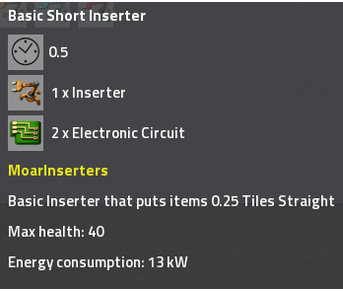 Basic Short Inserter
0.5
1 x Inserter
2 x Electronic Circuit
MoarInserters
Basic Inserter that puts items 0.25 Tiles Straight
Max health: 40
Energy consumption: 13 kW